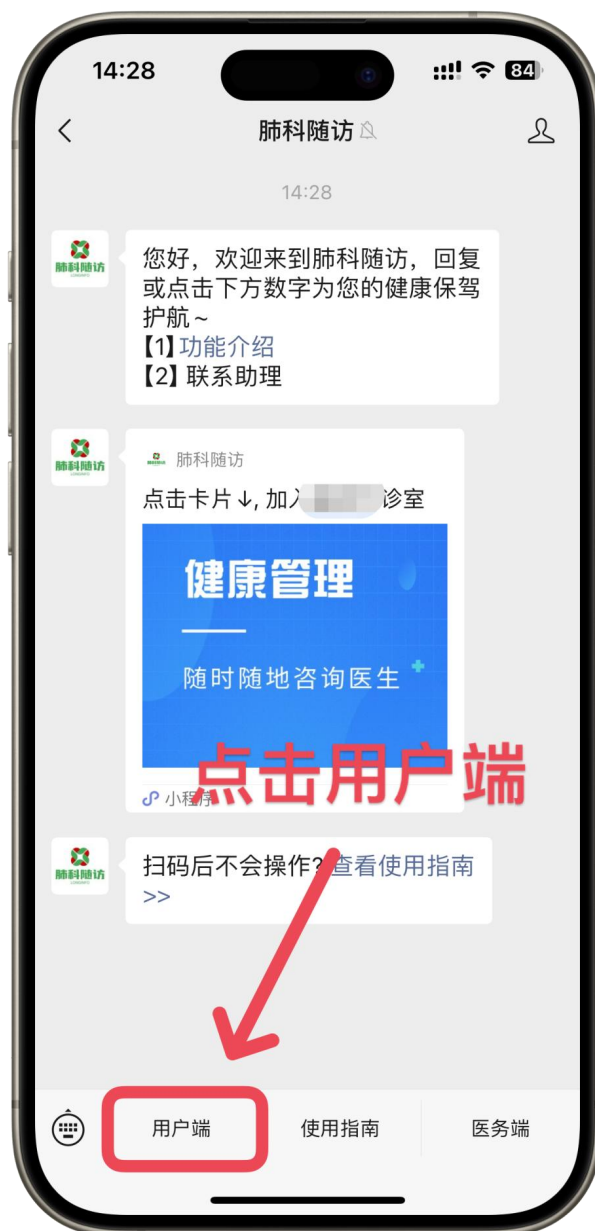 14:28
84
肺科随访
14:28
肺科随访
您好，欢迎来到肺科随访，回复
或点击下方数字为您的健康保驾
护航~
【1】功能介绍
【2】联系助理
肺科随访
肺科随访
点击卡片↓, 加入 诊室
健康管理
随时随地咨询医生
点击用户端
小程序
肺科随访
扫码后不会操作? 查看使用指南
>>
用户端
使用指南
医务端